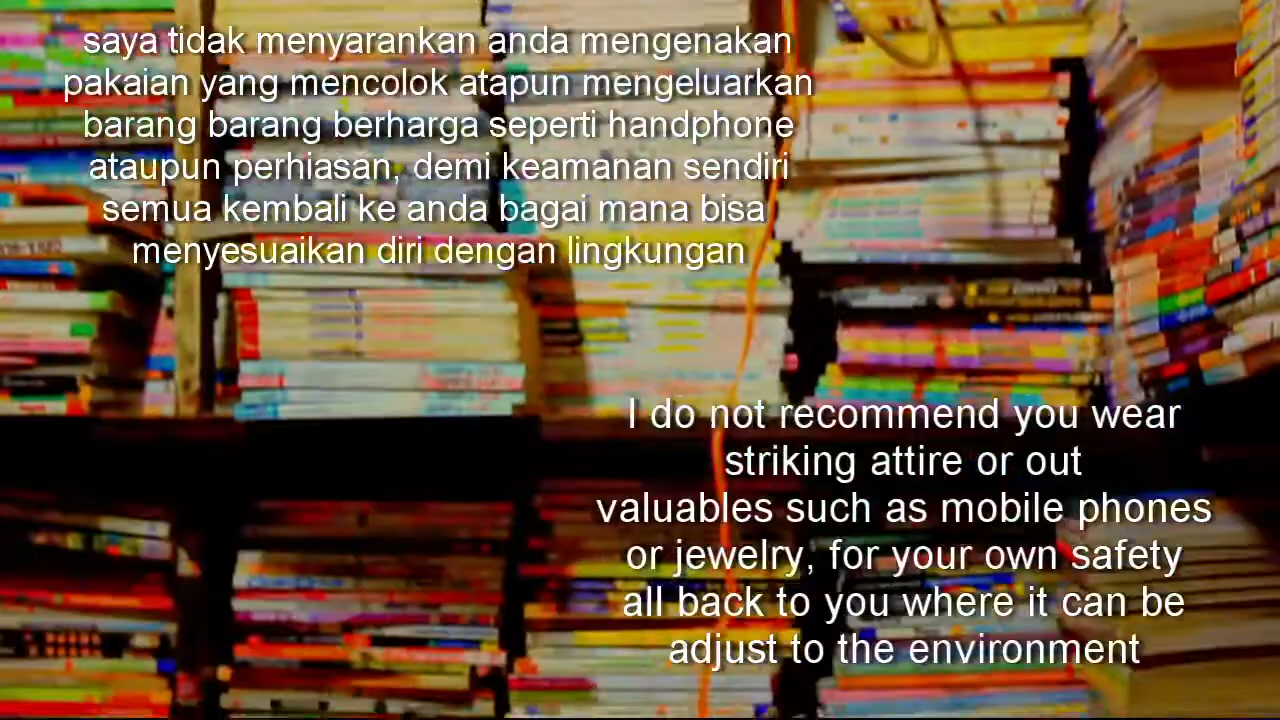 saya tidak menyarankan anda mengenakan
pakaian yang mencolok atapun mengeluarkan
barang barang berharga seperti handphone
ataupun perhiasan, demi keamanan sendiri
semua kembali ke anda bagai mana bisa
menyesuaikan diri dengan lingkungan
I do not recommend you wear
striking attire or out
valuables such as mobile phones
or jewelry, for your own safety
all back to you where it can be
adjust to the environment